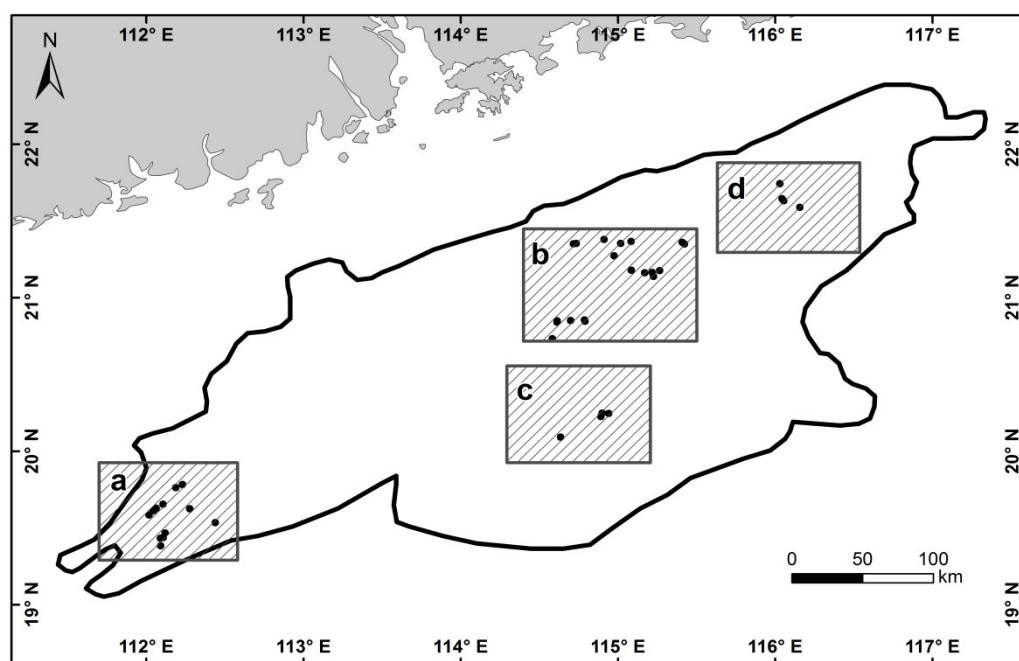 112° E 113° E 114° E 115° E 116° E 117° E
N
22° N 22° N
d
b
21° N 21° N
c
20° N 20° N
a
0 50 100
km
19° N 19° N
112° E 113° E 114° E 115° E 116° E 117° E